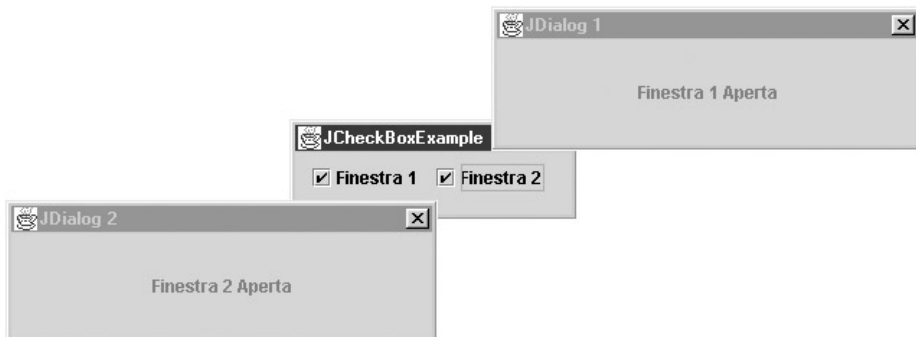 JDialog 1
Finestra 1 Aperta
JCheckBoxExample
Finestra 1 Finestra 2
JDialog 2
Finestra 2 Aperta